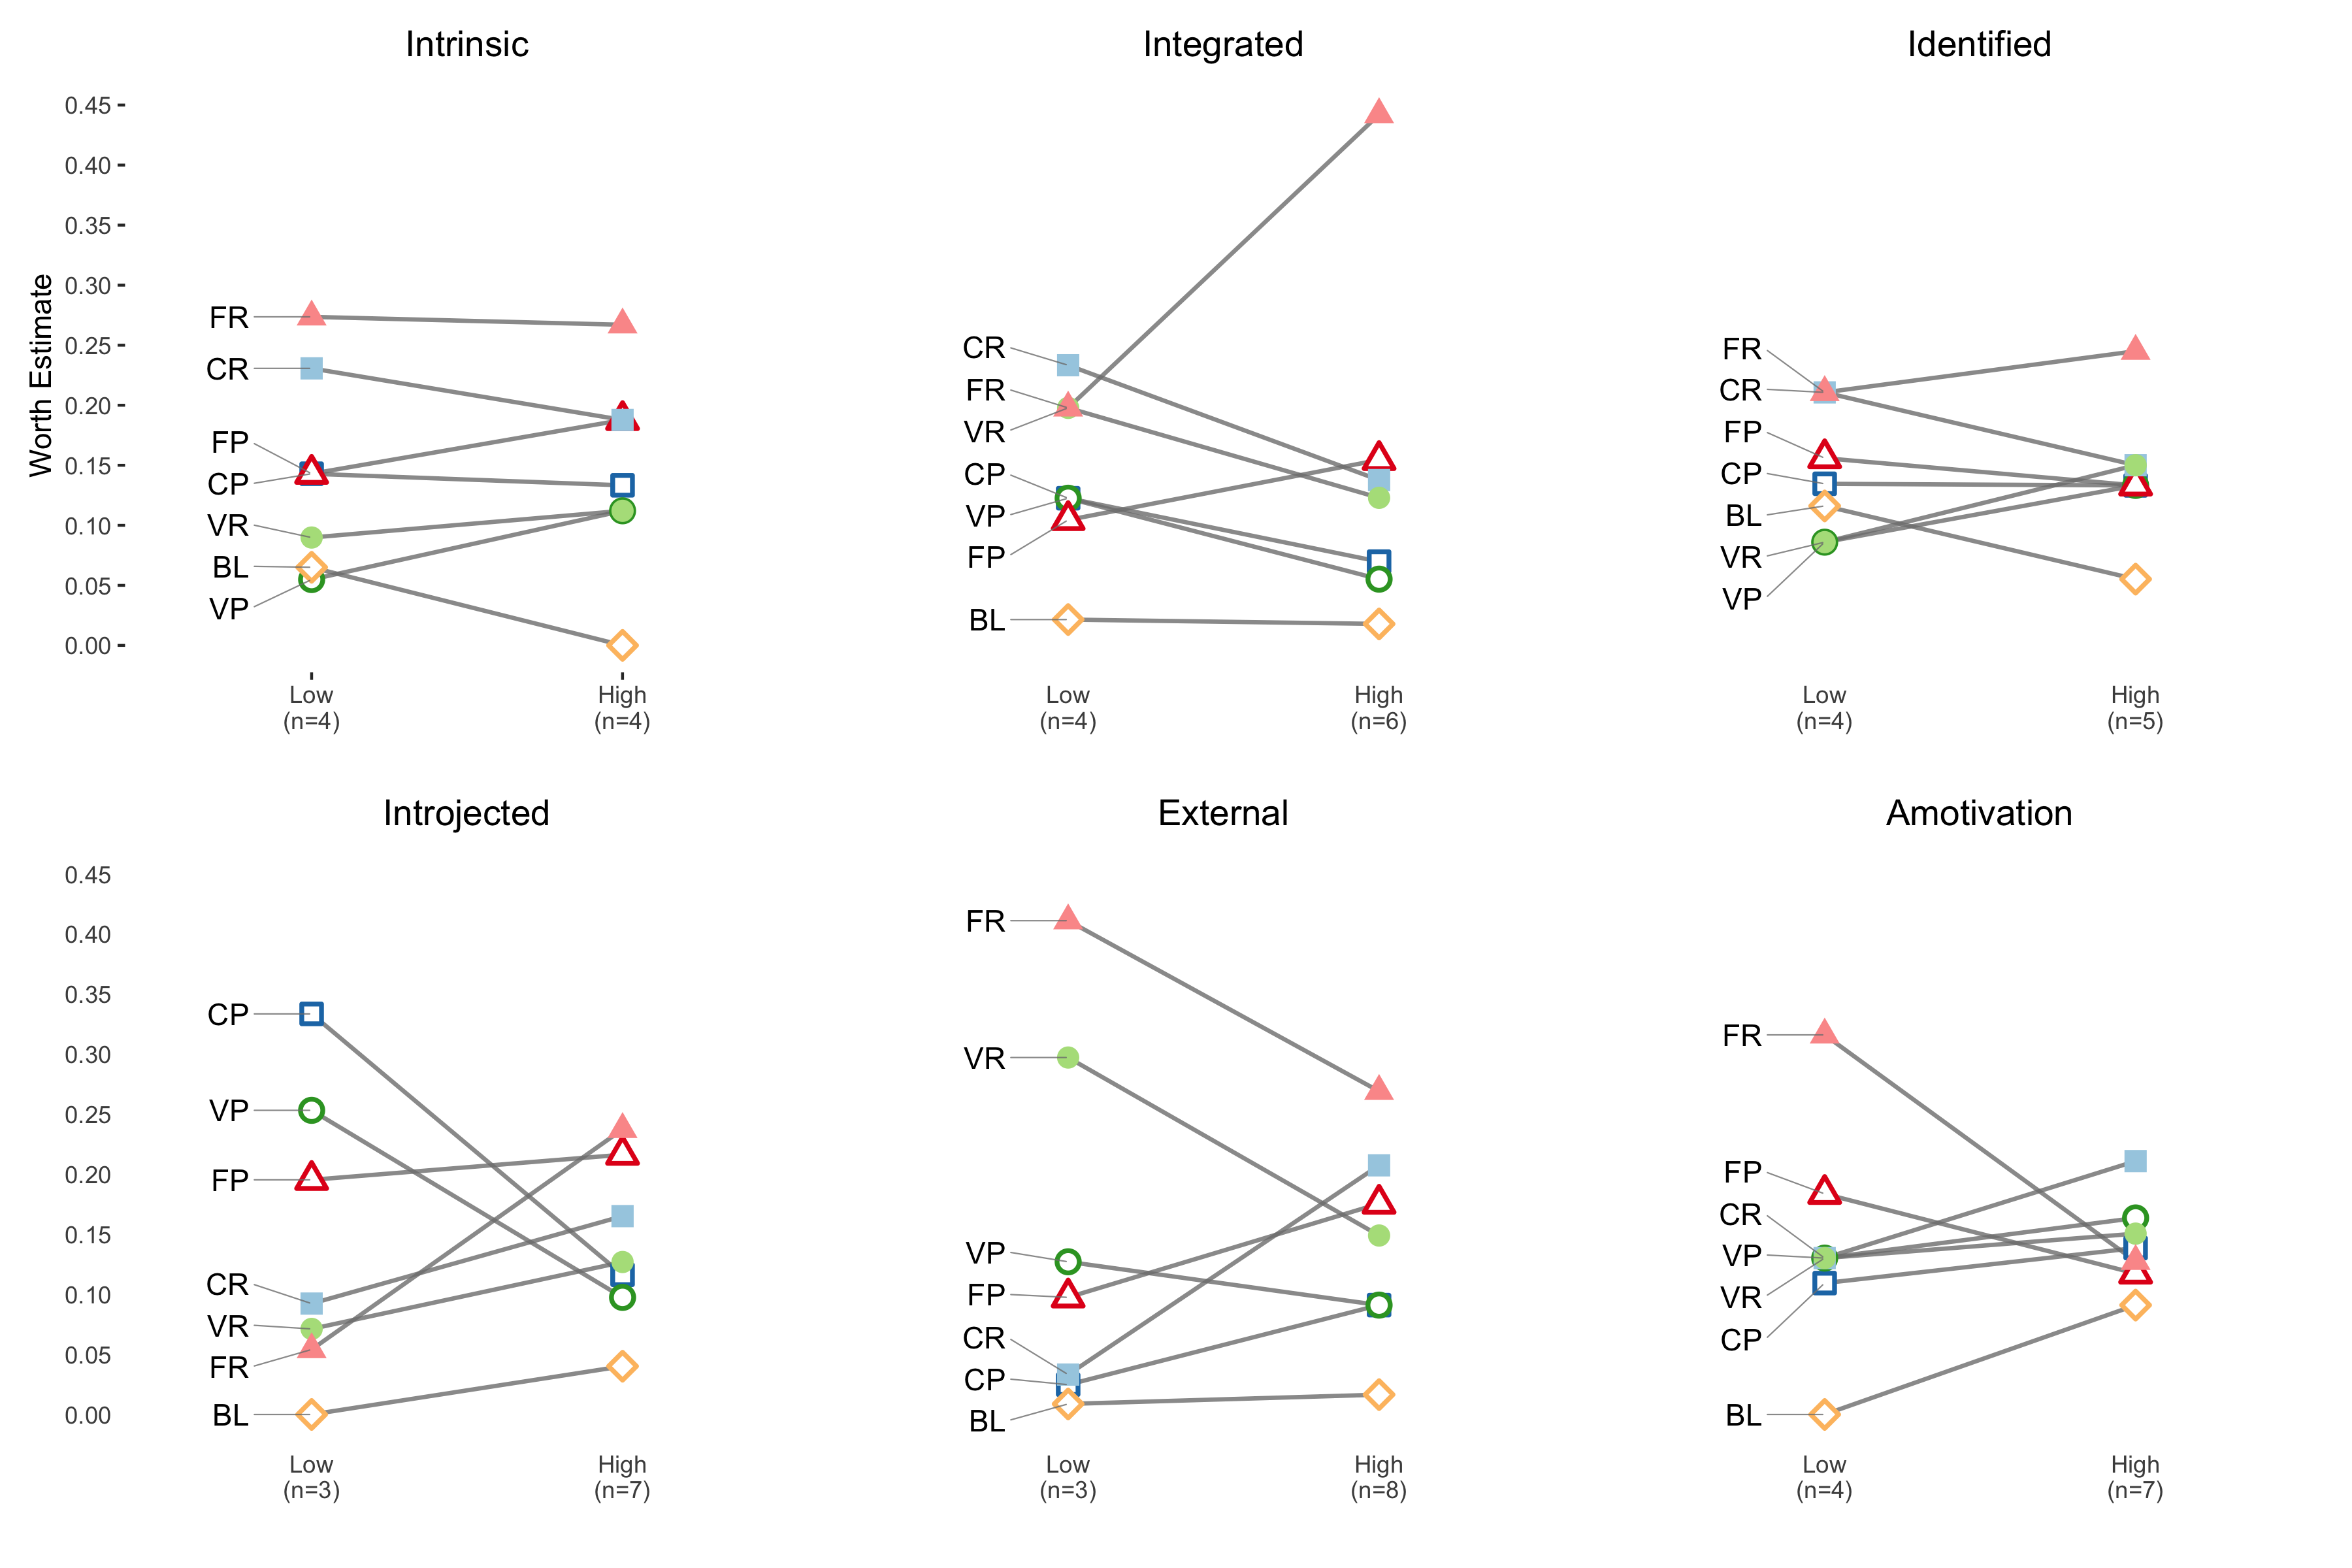 Intrinsic
Integrated
Identified
Worth Estimate
0.45
0.40
0.35
0.30
0.25
0.20
0.15
0.10
0.05
0.00
FR
CR
FP
CP
VR
BL
VP
Low
(n=4)
High
(n=4)
CR
FR
VR
CP
VP
FP
BL
Low
(n=4)
High
(n=6)
FR
CR
FP
CP
BL
VR
VP
Low
(n=4)
High
(n=5)
Introjected
External
Amotivation
0.45
0.40
0.35
0.30
0.25
0.20
0.15
0.10
0.05
0.00
CP
VP
FP
CR
VR
FR
BL
Low
(n=3)
High
(n=7)
FR
VR
VP
FP
CR
CP
BL
Low
(n=3)
High
(n=8)
FR
FP
CR
VP
VR
CP
BL
Low
(n=4)
High
(n=7)